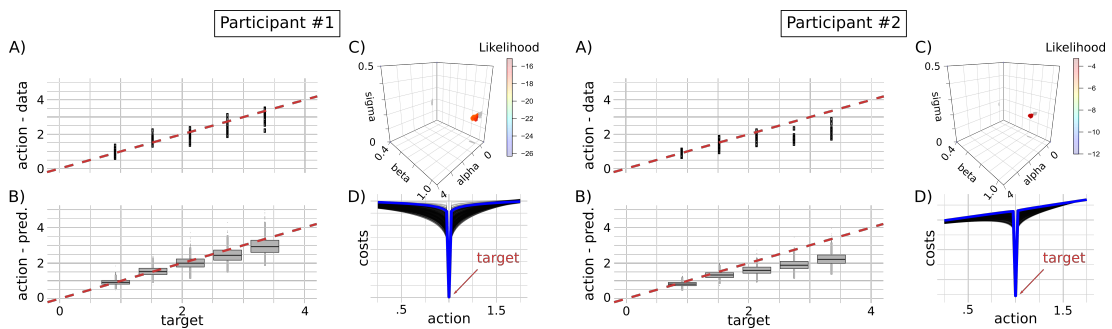 Participant #1
A)
action - data
4
2
0
C)
Likelihood
0.5
sigma
0
0.4
beta
1.0
4
alpha
0
−16
−18
−20
−22
−24
−26
B)
action - pred.
4
2
0
0
2
4
target
D)
costs
target
.5
1.5
action
Participant #2
A)
action - data
4
2
0
C)
Likelihood
0.5
sigma
0
0.4
beta
1.0
4
alpha
0
−4
−6
−8
−10
−12
B)
action - pred.
4
2
0
0
2
4
target
D)
costs
target
.5
1.5
action